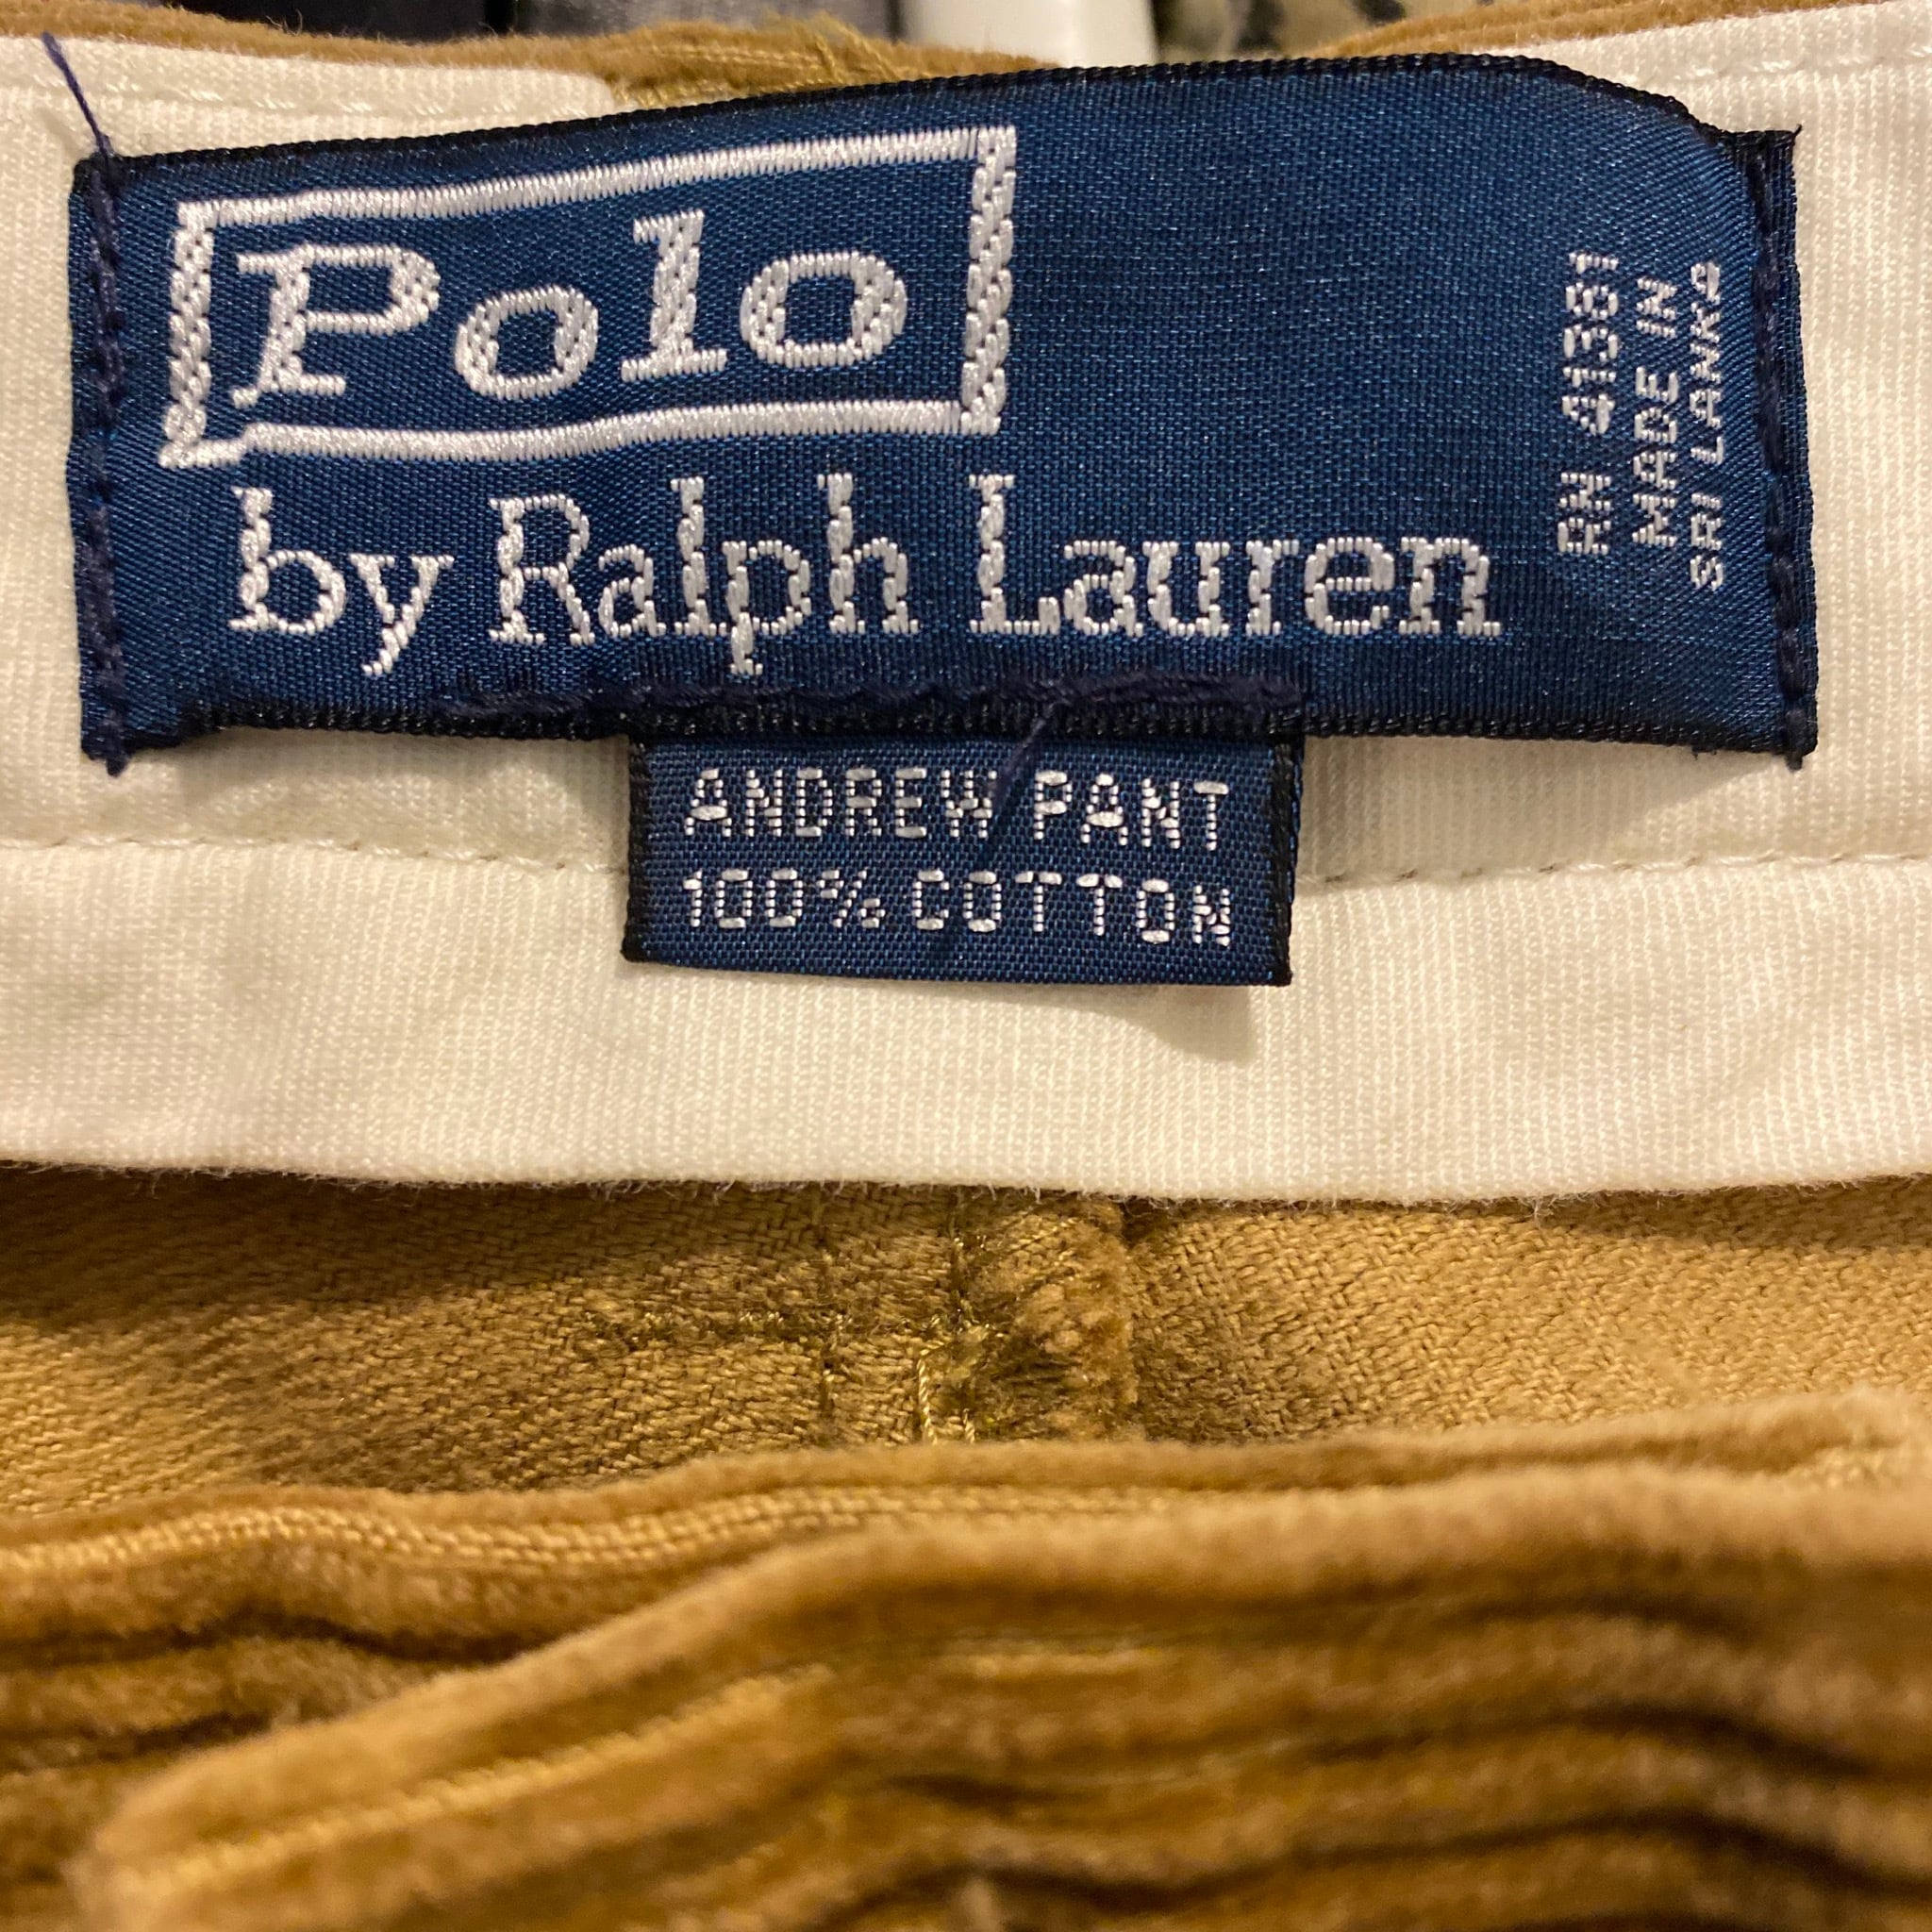 Polo
by Ralph Lauren
RN 41381
MADE IN
SRI LANKA
ANDREW PANT
100% COTTON